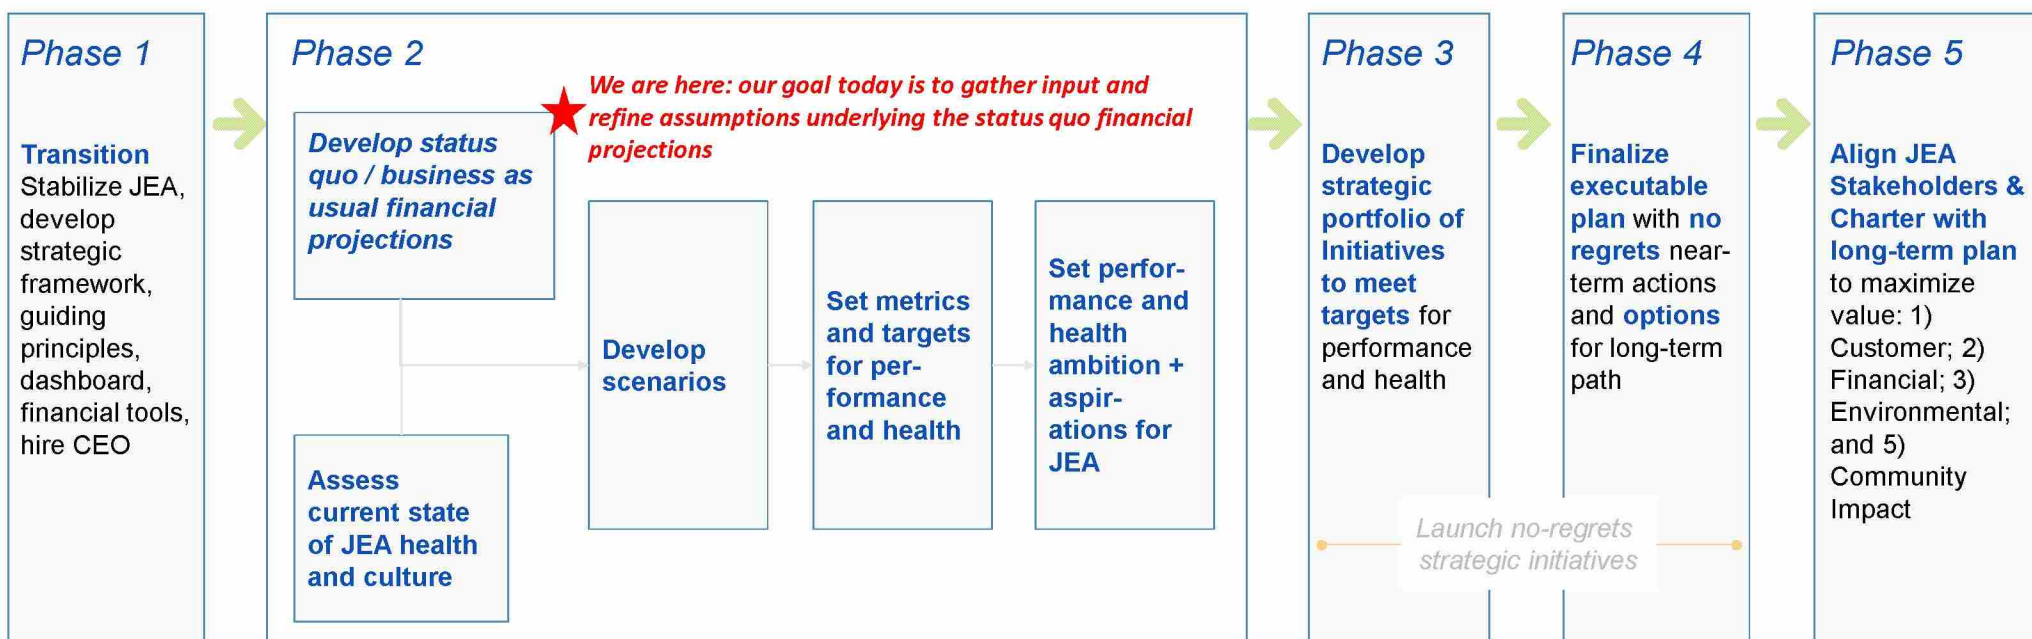 Phase 1
Transition
Stabilize JEA,
develop
strategic
framework,
guiding
principles,
dashboard,
financial tools,
hire CEO
Phase 2
We are here: our goal today is to gather input and
refine assumptions underlying the status quo financial
projections
Develop status
quo / business as
usual financial
projections
Assess
current state
of JEA health
and culture
Develop
scenarios
Set metrics
and targets
for per-
formance
and health
Set perfor-
mance and
health
ambition +
aspir-
ations for
JEA
Phase 3
Develop
strategic
portfolio of
Initiatives
to meet
targets for
performance
and health
Phase 4
Finalize
executable
plan with no
regrets near-
term actions
and options
for long-term
path
Launch no-regrets
strategic initiatives
Phase 5
Align JEA
Stakeholders &
Charter with
long-term plan
to maximize
value: 1)
Customer; 2)
Financial; 3)
Environmental;
and 5)
Community
Impact